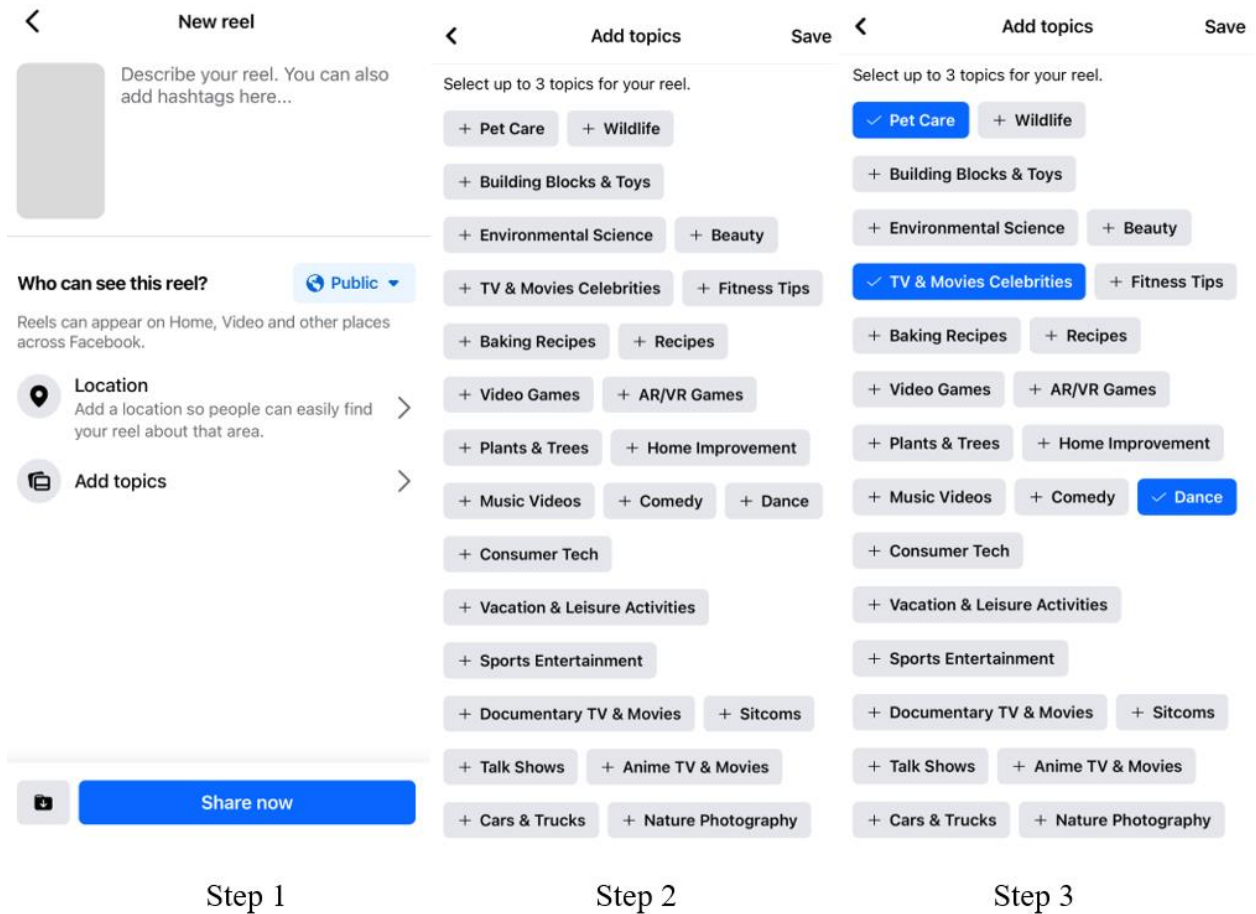 New reel
Describe your reel. You can also
add hashtags here...
Who can see this reel?
Public
Reels can appear on Home, Video and other places
across Facebook.
Location
Add a location so people can easily find
your reel about that area.
Add topics
Share now
Step 1
Add topics Save
Select up to 3 topics for your reel.
+ Pet Care + Wildlife
+ Building Blocks & Toys
+ Environmental Science + Beauty
+ TV & Movies Celebrities + Fitness Tips
+ Baking Recipes + Recipes
+ Video Games + AR/VR Games
+ Plants & Trees + Home Improvement
+ Music Videos + Comedy + Dance
+ Consumer Tech
+ Vacation & Leisure Activities
+ Sports Entertainment
+ Documentary TV & Movies + Sitcoms
+ Talk Shows + Anime TV & Movies
+ Cars & Trucks + Nature Photography
Step 2
Add topics Save
Select up to 3 topics for your reel.
✓ Pet Care + Wildlife
+ Building Blocks & Toys
+ Environmental Science + Beauty
✓ TV & Movies Celebrities + Fitness Tips
+ Baking Recipes + Recipes
+ Video Games + AR/VR Games
+ Plants & Trees + Home Improvement
+ Music Videos + Comedy ✓ Dance
+ Consumer Tech
+ Vacation & Leisure Activities
+ Sports Entertainment
+ Documentary TV & Movies + Sitcoms
+ Talk Shows + Anime TV & Movies
+ Cars & Trucks + Nature Photography
Step 3